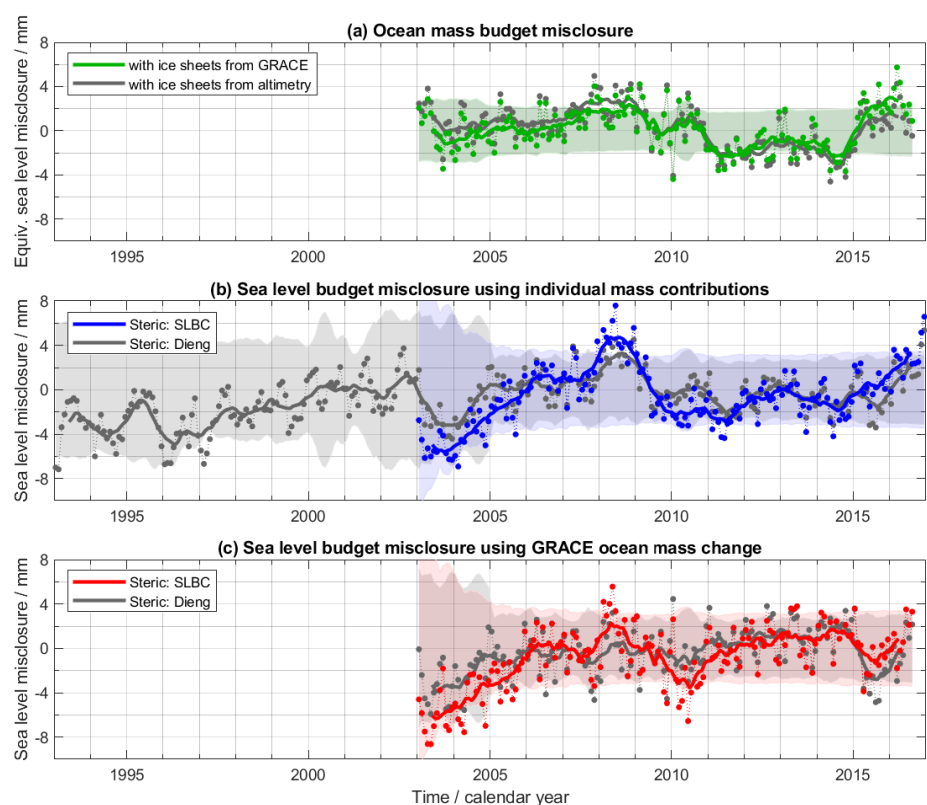 (a) Ocean mass budget misclosure
Equiv. sea level misclosure / mm
8
4
0
-4
-8
with ice sheets from GRACE
with ice sheets from altimetry
1995
2000
2005
2010
2015
(b) Sea level budget misclosure using individual mass contributions
Sea level misclosure / mm
8
4
0
-4
-8
Steric: SLBC
Steric: Dieng
1995
2000
2005
2010
2015
(c) Sea level budget misclosure using GRACE ocean mass change
Sea level misclosure / mm
8
4
0
-4
-8
Steric: SLBC
Steric: Dieng
1995
2000
2005
2010
2015
Time / calendar year